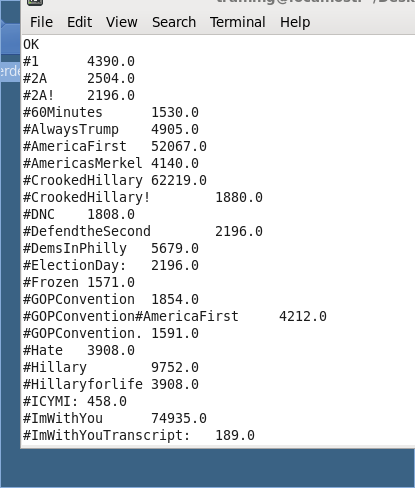 File Edit View Search Terminal Help
OK
#1 4390.0
#2A 2504.0
#2A! 2196.0
#60Minutes 1530.0
#AlwaysTrump 4905.0
#AmericaFirst 52067.0
#AmericasMerkel 4140.0
#CrookedHillary 62219.0
#CrookedHillary! 1880.0
#DNC 1808.0
#DefendtheSecond 2196.0
#DemsInPhilly 5679.0
#ElectionDay: 2196.0
#Frozen 1571.0
#GOPConvention 1854.0
#GOPConvention#AmericaFirst 4212.0
#GOPConvention. 1591.0
#Hate 3908.0
#Hillary 9752.0
#Hillaryforlife 3908.0
#ICYMI: 458.0
#ImWithYou 74935.0
#ImWithYouTranscript: 189.0